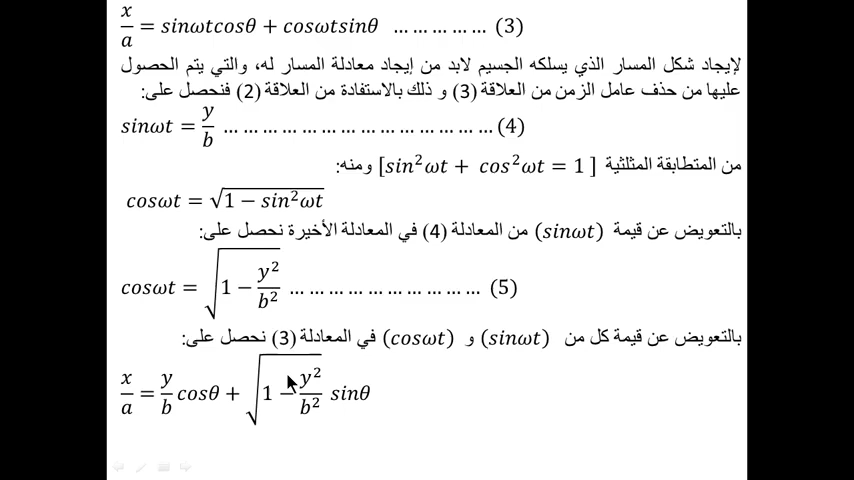 x/a = sinωtcosθ + cosωtsinθ … … … … … (3)
لإيجاد شكل المسار الذي يسلكه الجسيم لابد من إيجاد معادلة المسار له، والتي يتم الحصول
عليها من حذف عامل الزمن من العلاقة (3) و ذلك بالاستفادة من العلاقة (2) فنحصل على:
sinωt = y/b … … … … … … … … … … … … … … (4)
من المتطابقة المثلثية [sin²ωt + cos²ωt = 1 ] ومنه:
cosωt = √(1 − sin²ωt)
بالتعويض عن قيمة (sinωt) من المعادلة (4) في المعادلة الأخيرة نحصل على:
cosωt = √(1 − y²/b²) … … … … … … … … … … (5)
بالتعويض عن قيمة كل من (sinωt) و (cosωt) في المعادلة (3) نحصل على:
x/a = y/b cosθ + √(1 − y²/b²) sinθ